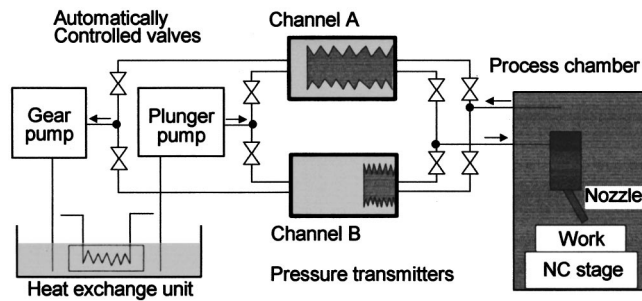 Automatically
Controlled valves
Channel A
Process chamber
Gear
pump
Plunger
pump
Nozzle
Channel B
Work
NC stage
Heat exchange unit
Pressure transmitters